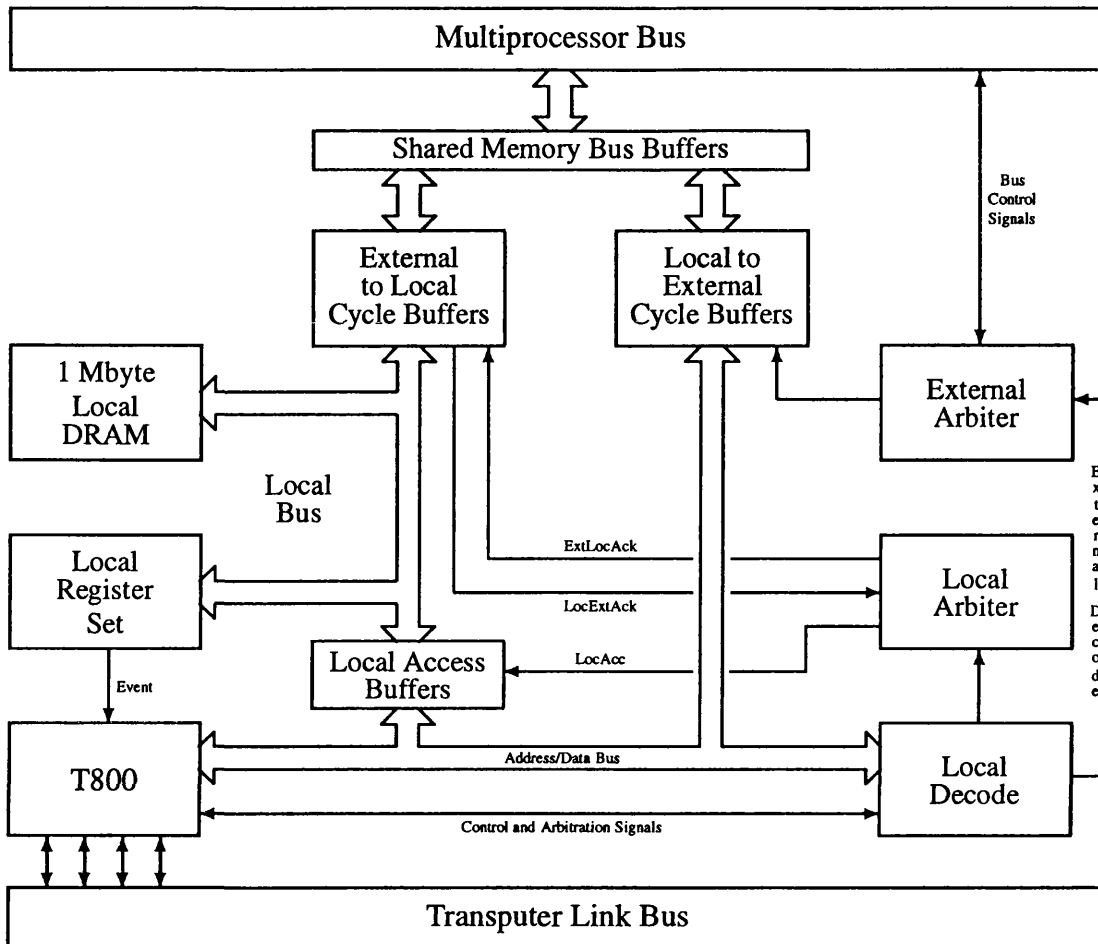 Multiprocessor Bus
Shared Memory Bus Buffers
Bus
Control
Signals
External
to Local
Cycle Buffers
Local to
External
Cycle Buffers
1 Mbyte
Local
DRAM
External
Arbiter
Local
Bus
External
Decode
Local
Register
Set
ExtLocAck
LocExtAck
Local
Arbiter
LocAcc
Local Access
Buffers
Event
T800
Address/Data Bus
Local
Decode
Control and Arbitration Signals
Transputer Link Bus